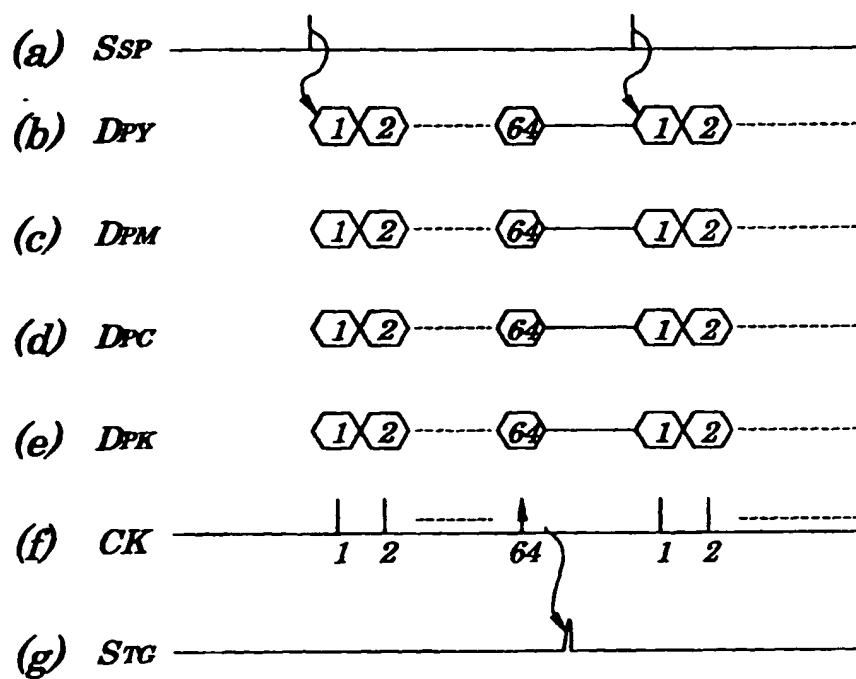 (a) SSP
(b) DPY 1 2 64 1 2
(c) DPM 1 2 64 1 2
(d) DPC 1 2 64 1 2
(e) DPK 1 2 64 1 2
(f) CK 1 2 64 1 2
(g) STG